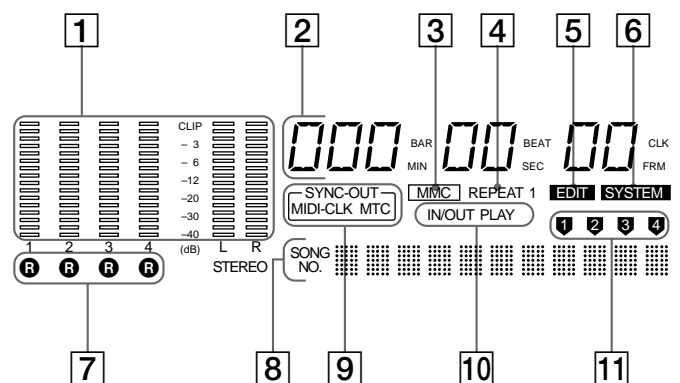 1 2 3 4 5 6
CLIP
– 3
– 6
–12
–20
–30
–40
(dB)
1 2 3 4
L R
R R R R
STEREO
000 BAR 00 BEAT 00 CLK
MIN SEC FRM
SYNC-OUT
MIDI-CLK MTC
MMC REPEAT 1 EDIT SYSTEM
IN/OUT PLAY
1 2 3 4
SONG
NO.
7 8 9 10 11